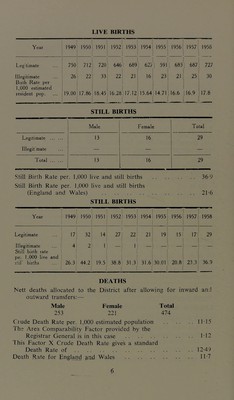 LIVE BIRTHS
Year 1949 1950 1951 1952 1953 1954 1955 1956 1957 1958
Legitimate 750 712 720 646 689 623 591 683 687 727
Illegitimate 26 22 33 22 21 16 23 21 25 30
Birth Rate per
1,000 estimated
resident pop. 19.00 17.86 18.45 16.28 17.12 15.64 14.71 16.6 16.9 17.8
STILL BIRTHS
Male Female Total
Legitimate 13 16 29
Illegitimate — — —
Total 13 16 29
Still Birth Rate per 1,000 live and still births 36·9
Still Birth Rate per 1,000 live and still births
(England and Wales) 21·6
STILL BIRTHS
Year 1949 1950 1951 1952 1953 1954 1955 1956 1957 1958
Legitimate 17 32 14 27 22 21 19 15 17 29
Illegitimate 4 2 1 — 1 — — — — —
Still birth rate
per 1,000 live and
still births 26.3 44.2 19.5 38.8 31.3 31.6 30.01 20.8 23.3 36.9
DEATHS
Nett deaths allocated to the District after allowing for inward and
outward transfers:—
Male Female Total
253 221 474
Crude Death Rate per 1,000 estimated population 11·15
The Area Comparability Factor provided by the
Registrar General is in this case 1·12
This Factor X Crude Death Rate gives a standard
Death Rate of 12·49
Death Rate for England and Wales 11·7
6